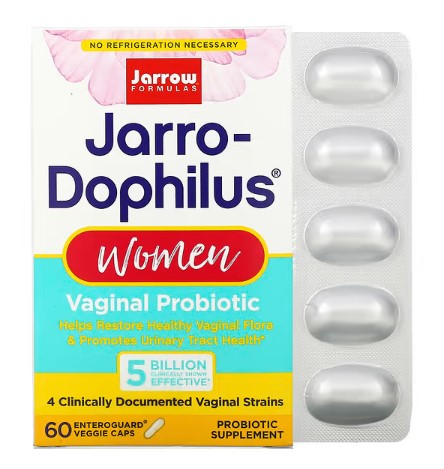 NO REFRIGERATION NECESSARY
Jarrow
FORMULAS
Jarro-
Dophilus®
Women
Vaginal Probiotic
Helps Restore Healthy Vaginal Flora
& Promotes Urinary Tract Health*
5 BILLION
CLINICALLY SHOWN
EFFECTIVE*
4 Clinically Documented Vaginal Strains
60 ENTEROGUARD®
VEGGIE CAPS
PROBIOTIC
SUPPLEMENT